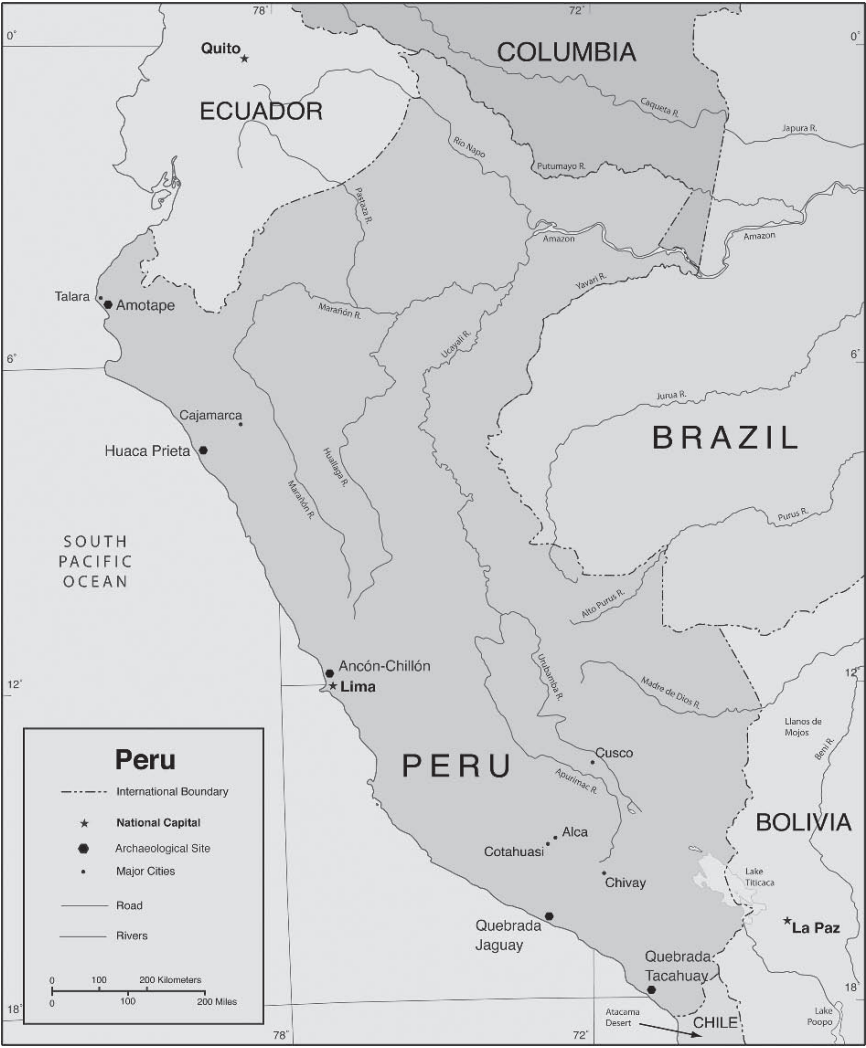 78˚
72˚
0˚
0˚
Quito
COLUMBIA
ECUADOR
Caqueta R.
Japura R.
Rio Napo
Putumayo R.
Pastaza R.
Amazon
Amazon
Yavari R.
Talara
Amotape
Marañón R.
Ucayali R.
6˚
6˚
Jurua R.
Cajamarca
BRAZIL
Huaca Prieta
Huallaga R.
Marañón R.
Purus R.
SOUTH
PACIFIC
OCEAN
Alto Purus R.
Ancón-Chillón
Lima
Urubamba R.
Madre de Dios R.
12˚
12˚
Llanos de
Mojos
Beni R.
Cusco
PERU
Apurimac R.
BOLIVIA
Alca
Cotahuasi
Chivay
Lake
Titicaca
La Paz
Quebrada
Jaguay
Quebrada
Tacahuay
18˚
18˚
Atacama
Desert
CHILE
Lake
Poopo
78˚
72˚
Peru
International Boundary
National Capital
Archaeological Site
Major Cities
Road
Rivers
0 100 200 Kilometers
0 100 200 Miles